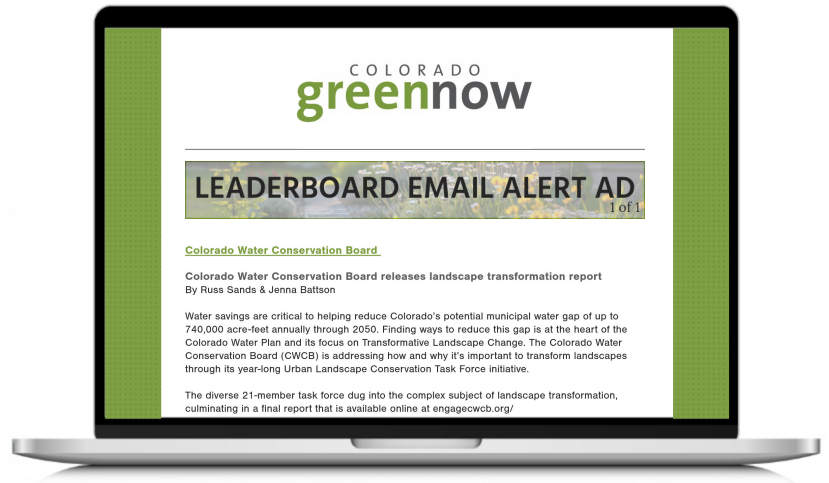 COLORADO
greennow
LEADERBOARD EMAIL ALERT AD
1 of 1
Colorado Water Conservation Board
Colorado Water Conservation Board releases landscape transformation report
By Russ Sands & Jenna Battson
Water savings are critical to helping reduce Colorado's potential municipal water gap of up to
740,000 acre-feet annually through 2050. Finding ways to reduce this gap is at the heart of the
Colorado Water Plan and its focus on Transformative Landscape Change. The Colorado Water
Conservation Board (CWCB) is addressing how and why it's important to transform landscapes
through its year-long Urban Landscape Conservation Task Force initiative.
The diverse 21-member task force dug into the complex subject of landscape transformation,
culminating in a final report that is available online at engagecwcb.org/